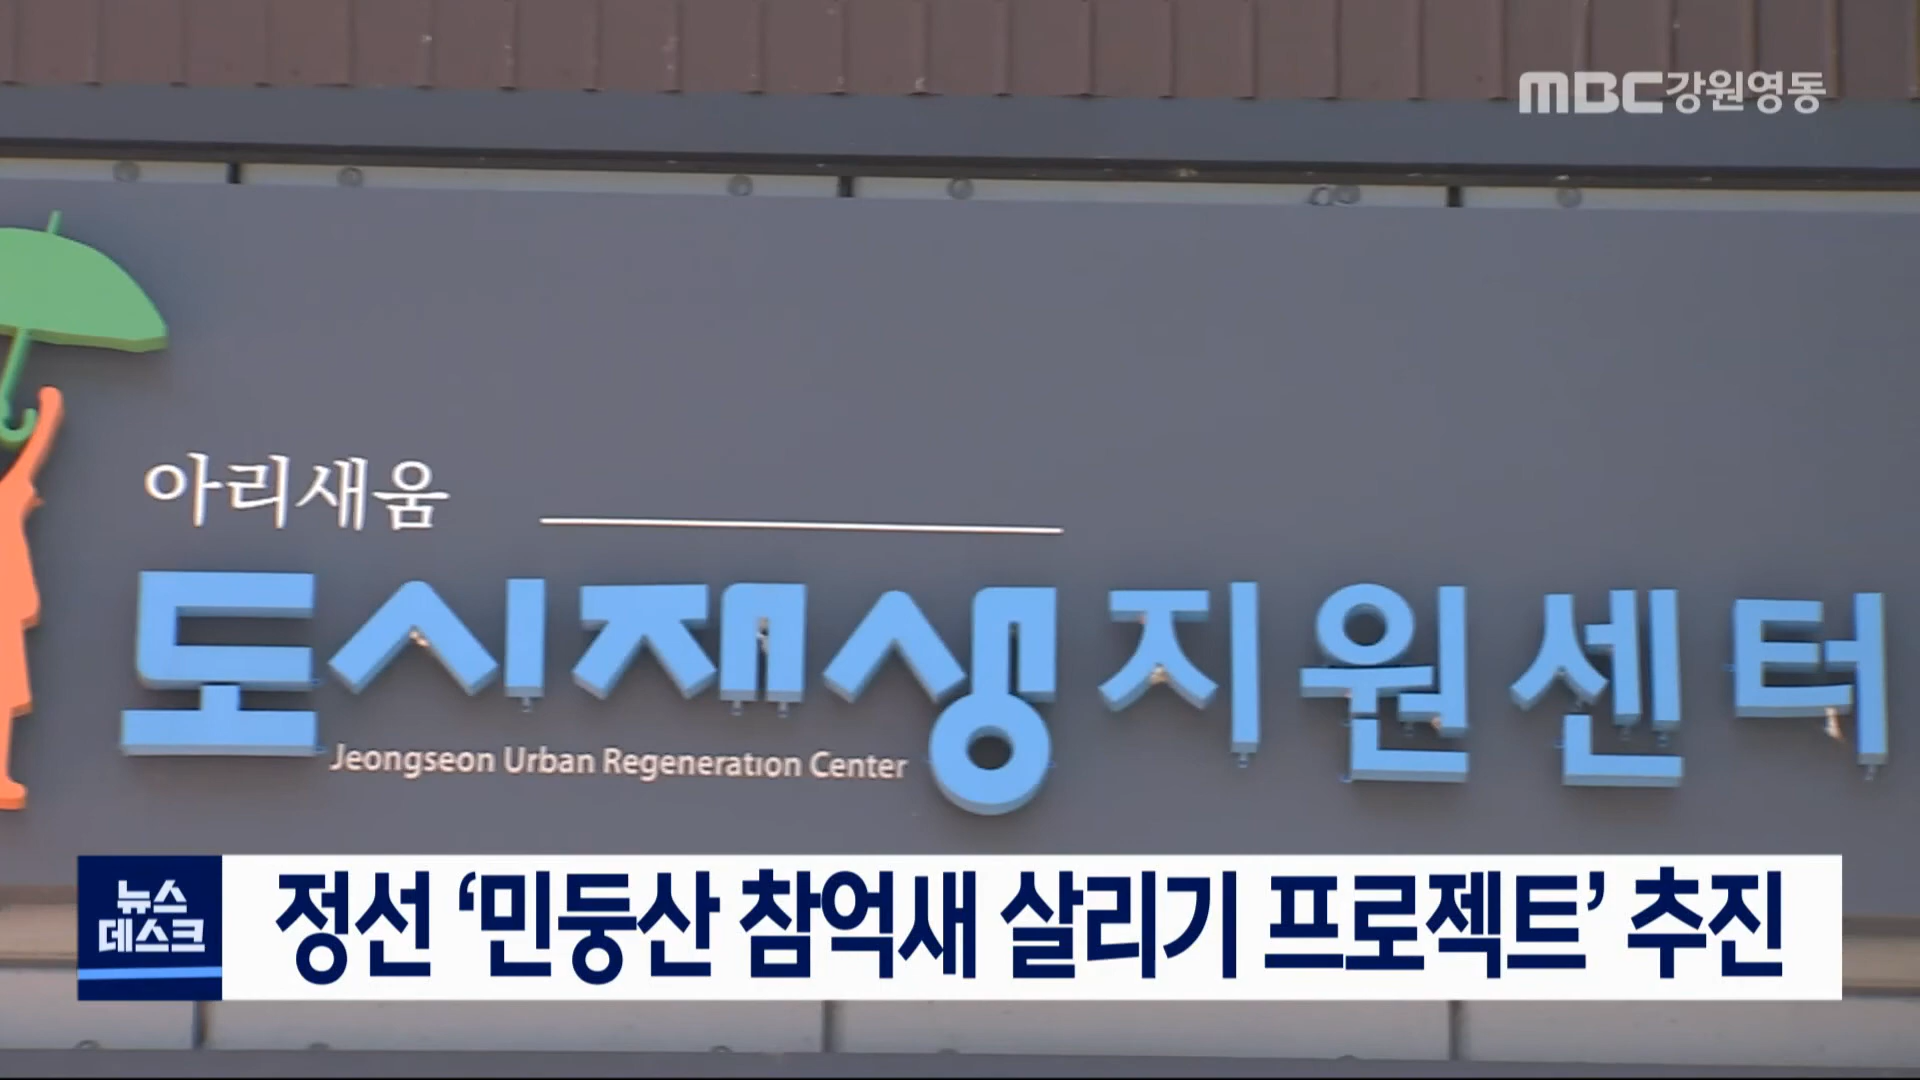 MBC강원영동
아리새움
도시재생지원센터
Jeongseon Urban Regeneration Center
뉴스
데스크
정선 ‘민둥산 참억새 살리기 프로젝트’ 추진